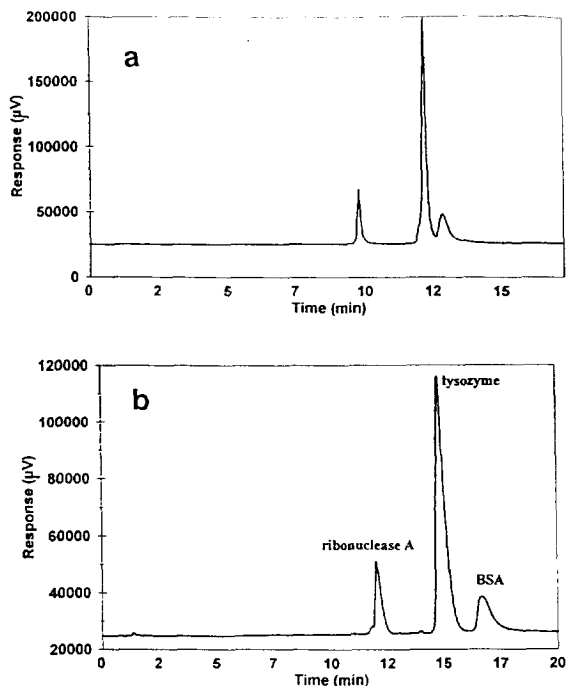 200000
a
150000
100000
50000
0
Response (µV)
0 2 5 7 10 12 15
Time (min)
120000
b
lysozyme
100000
80000
60000
ribonuclease A
BSA
40000
20000
Response (µV)
0 2 5 7 10 12 15 17 20
Time (min)